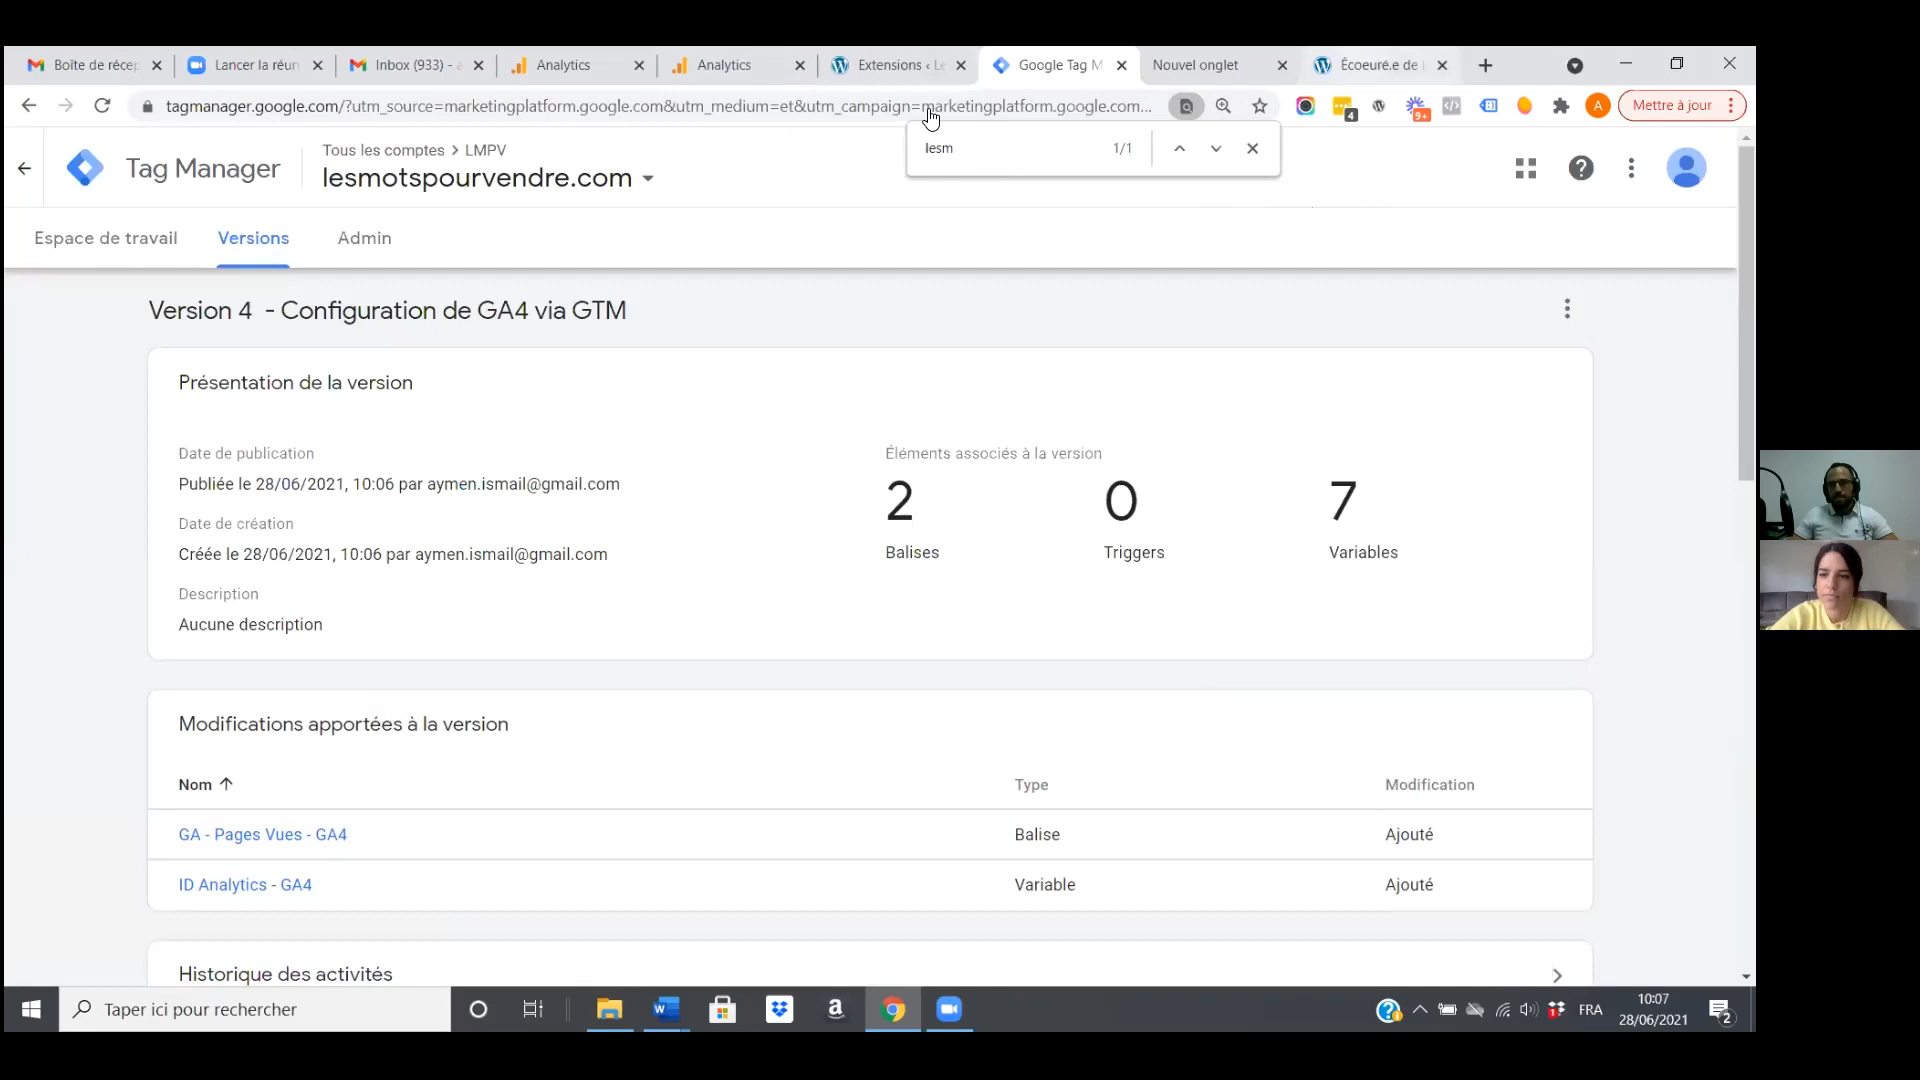 Boîte de récep
Lancer la réun
Inbox (933) - a
Analytics
Analytics
Extensions ‹ Le
Google Tag M
Nouvel onglet
Écoeuré.e de
tagmanager.google.com/?utm_source=marketingplatform.google.com&utm_medium=et&utm_campaign=marketingplatform.google.com...
4
9+
A
Mettre à jour
lesm
1/1
Tag Manager
Tous les comptes > LMPV
lesmotspourvendre.com
Espace de travail
Versions
Admin
Version 4 - Configuration de GA4 via GTM
Présentation de la version
Date de publication
Publiée le 28/06/2021, 10:06 par aymen.ismail@gmail.com
Date de création
Créée le 28/06/2021, 10:06 par aymen.ismail@gmail.com
Description
Aucune description
Éléments associés à la version
2
0
7
Balises
Triggers
Variables
Modifications apportées à la version
Nom
Type
Modification
GA - Pages Vues - GA4
Balise
Ajouté
ID Analytics - GA4
Variable
Ajouté
Historique des activités
Taper ici pour rechercher
FRA
10:07
28/06/2021
2